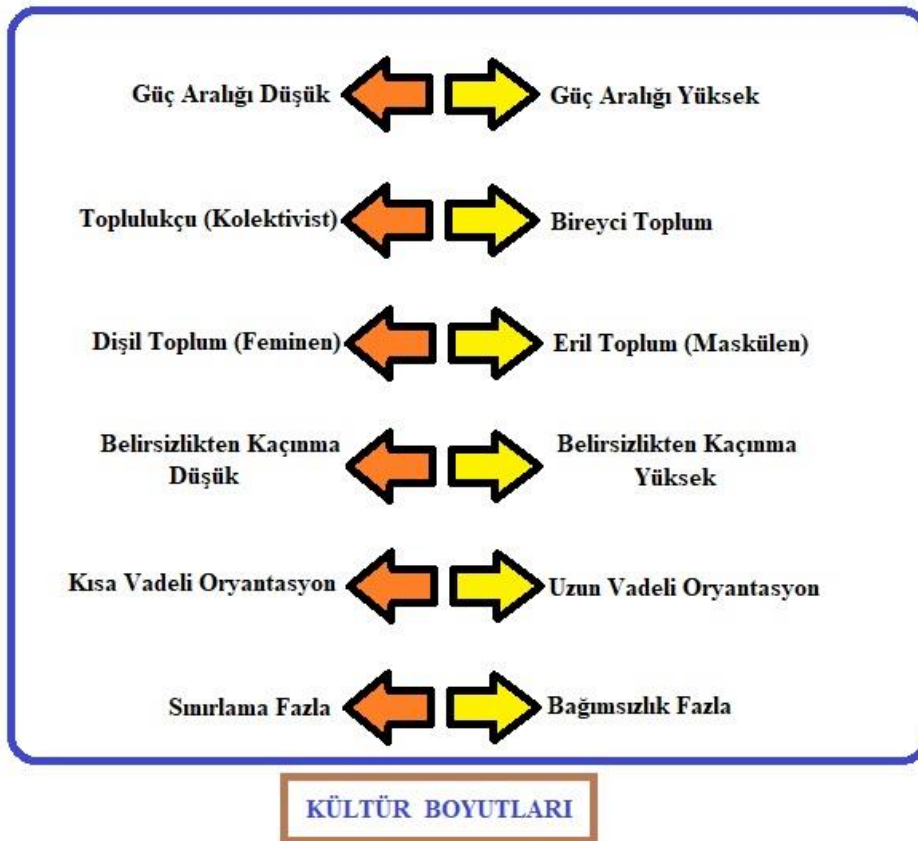 Güç Aralığı Düşük
Güç Aralığı Yüksek
Toplulukçu (Kolektivist)
Bireyci Toplum
Dişil Toplum (Feminen)
Eril Toplum (Maskülen)
Belirsizlikten Kaçınma
Düşük
Belirsizlikten Kaçınma
Yüksek
Kısa Vadeli Oryantasyon
Uzun Vadeli Oryantasyon
Sınırlama Fazla
Bağımsızlık Fazla
KÜLTÜR BOYUTLARI